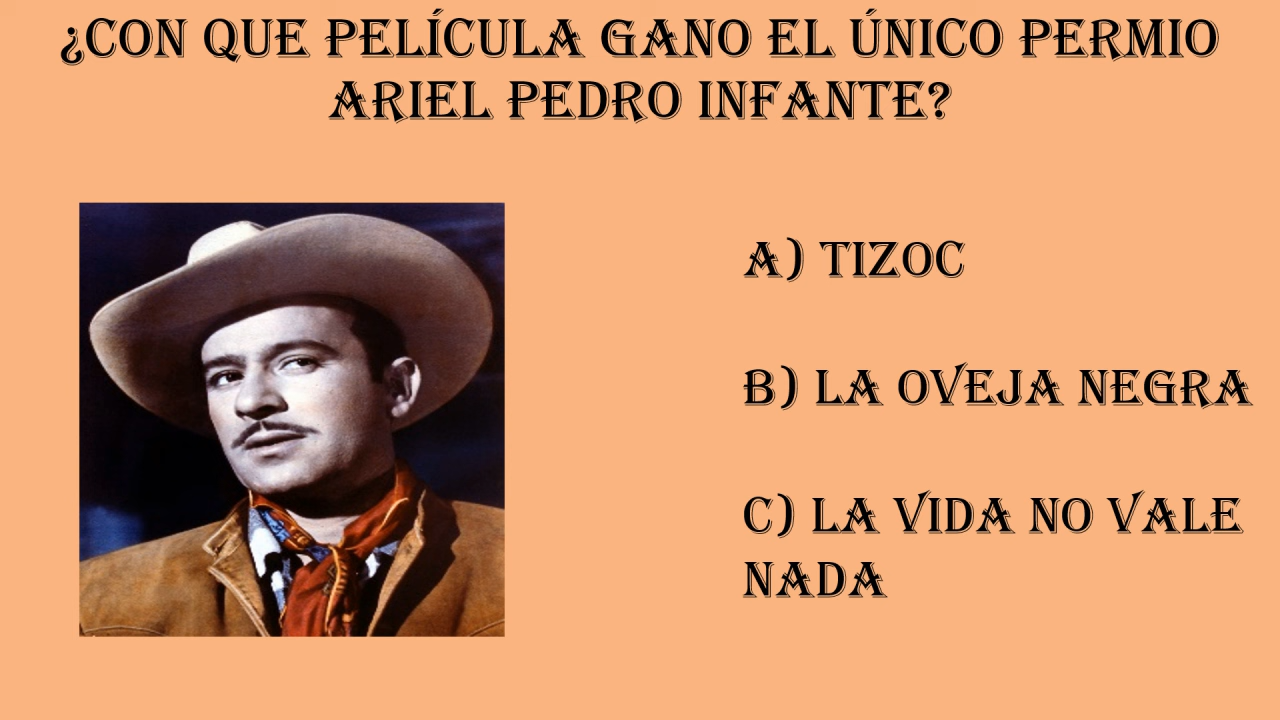 ¿CON QUE PELÍCULA GANO EL ÚNICO PERMIO
ARIEL PEDRO INFANTE?
A) TIZOC
B) LA OVEJA NEGRA
C) LA VIDA NO VALE
NADA